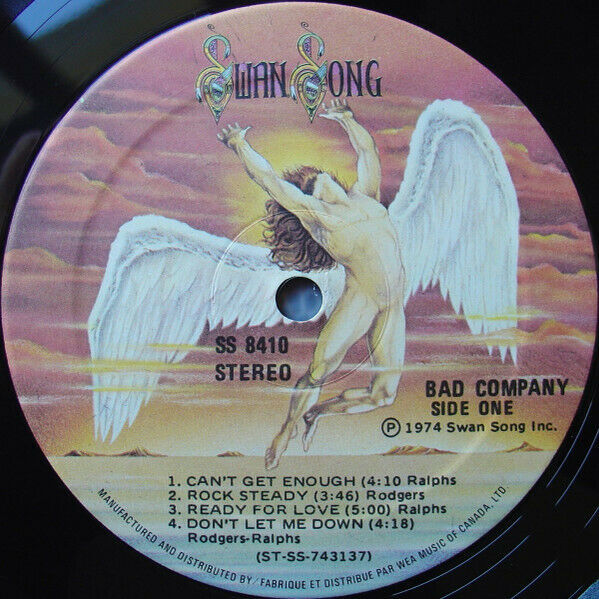 SWAN SONG
SS 8410
STEREO
BAD COMPANY
SIDE ONE
Ⓟ 1974 Swan Song Inc.
1. CAN'T GET ENOUGH (4:10 Ralphs
2. ROCK STEADY (3:46) Rodgers
3. READY FOR LOVE (5:00) Ralphs
4. DON'T LET ME DOWN (4:18)
Rodgers-Ralphs
(ST-SS-743137)
MANUFACTURED AND DISTRIBUTED BY / FABRIQUE ET DISTRIBUE PAR WEA MUSIC OF CANADA, LTD.